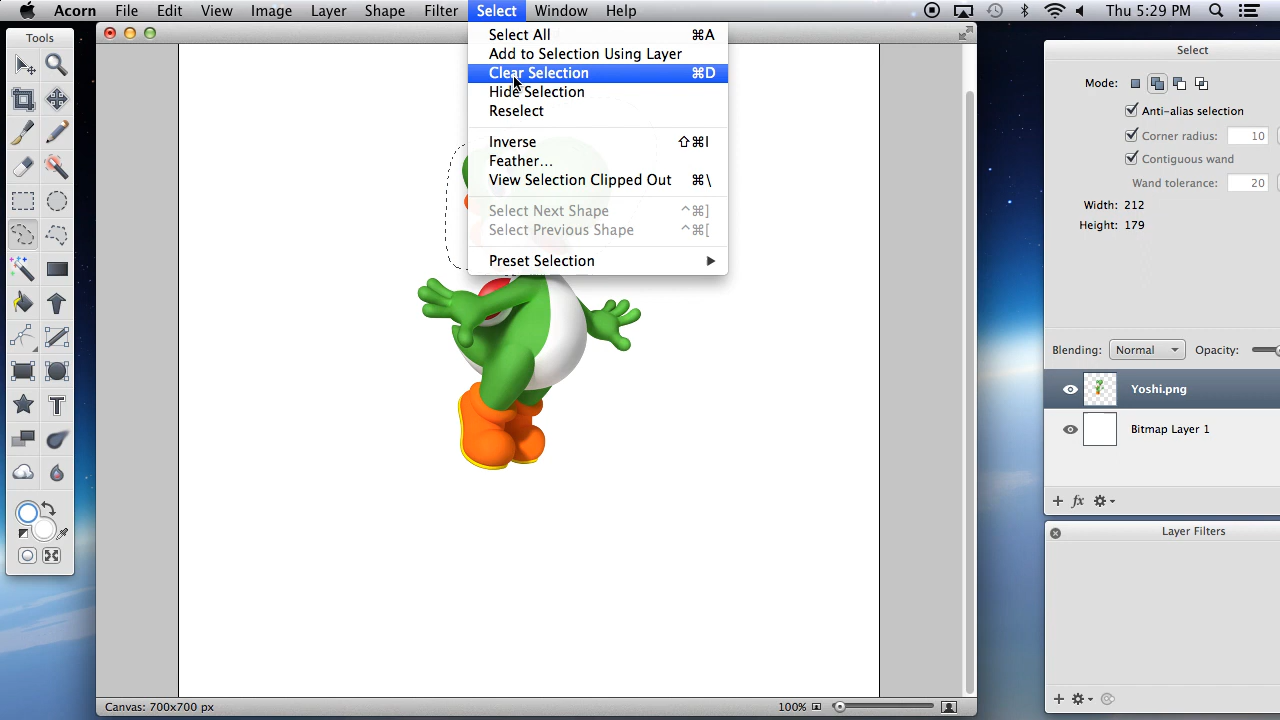 Acorn File Edit View Image Layer Shape Filter Select Window Help Thu 5:29 PM
Tools
Select All ⌘A
Add to Selection Using Layer
Clear Selection ⌘D
Hide Selection
Reselect
Inverse ⇧⌘I
Feather...
View Selection Clipped Out ⌘\
Select Next Shape ^⌘]
Select Previous Shape ^⌘[
Preset Selection
T
Canvas: 700x700 px
100%
Select
Mode:
Anti-alias selection
Corner radius: 10
Contiguous wand
Wand tolerance: 20
Width: 212
Height: 179
Blending: Normal Opacity:
Yoshi.png
Bitmap Layer 1
fx
Layer Filters